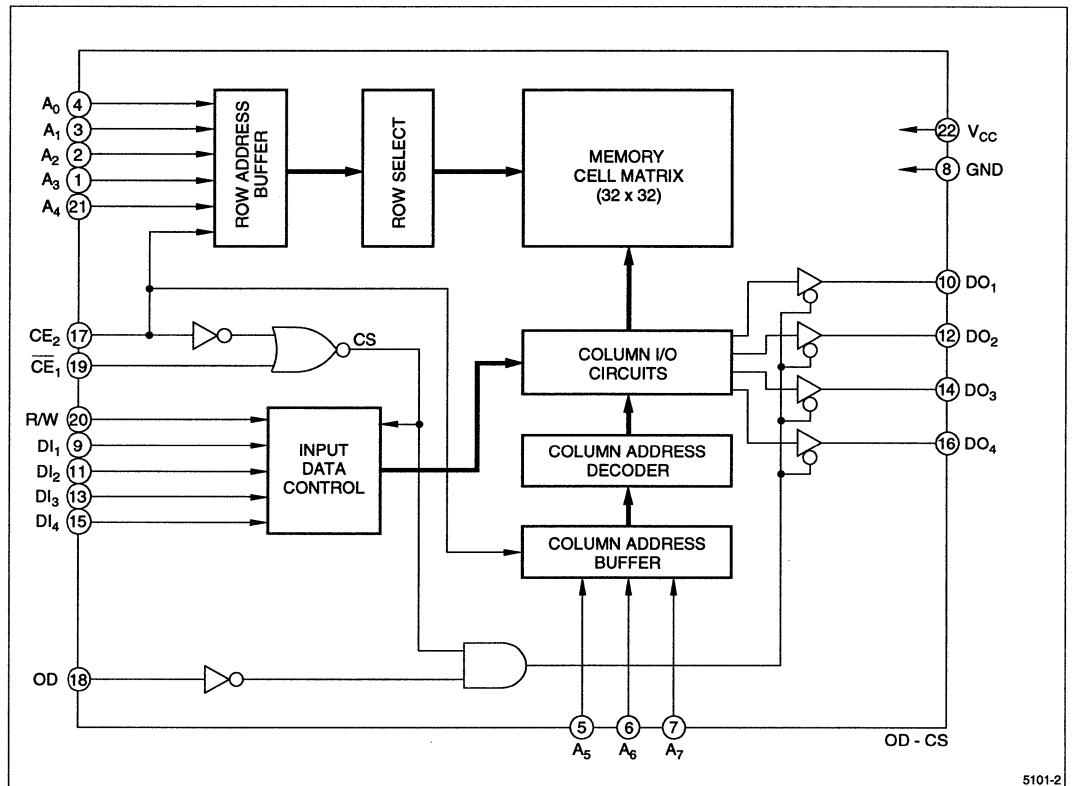 A0 4
A1 3
A2 2
A3 1
A4 21
ROW ADDRESS
BUFFER
ROW SELECT
MEMORY
CELL MATRIX
(32 x 32)
22 VCC
8 GND
10 DO1
12 DO2
14 DO3
16 DO4
CE2 17
C̅E̅1 19
CS
R/W 20
DI1 9
DI2 11
DI3 13
DI4 15
INPUT
DATA
CONTROL
COLUMN I/O
CIRCUITS
COLUMN ADDRESS
DECODER
COLUMN ADDRESS
BUFFER
OD 18
5 6 7
A5 A6 A7
OD - CS
5101-2